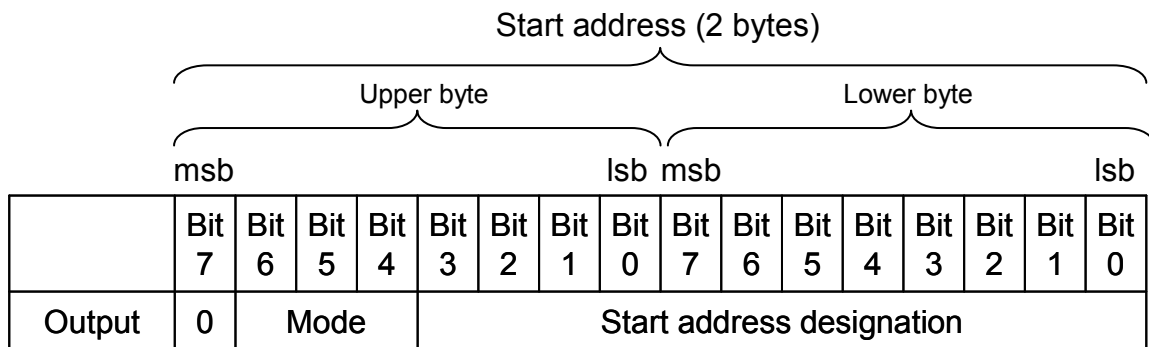 Start address (2 bytes)
Upper byte Lower byte
msb lsb msb lsb
Bit 7 Bit 6 Bit 5 Bit 4 Bit 3 Bit 2 Bit 1 Bit 0 Bit 7 Bit 6 Bit 5 Bit 4 Bit 3 Bit 2 Bit 1 Bit 0
Output 0 Mode Start address designation